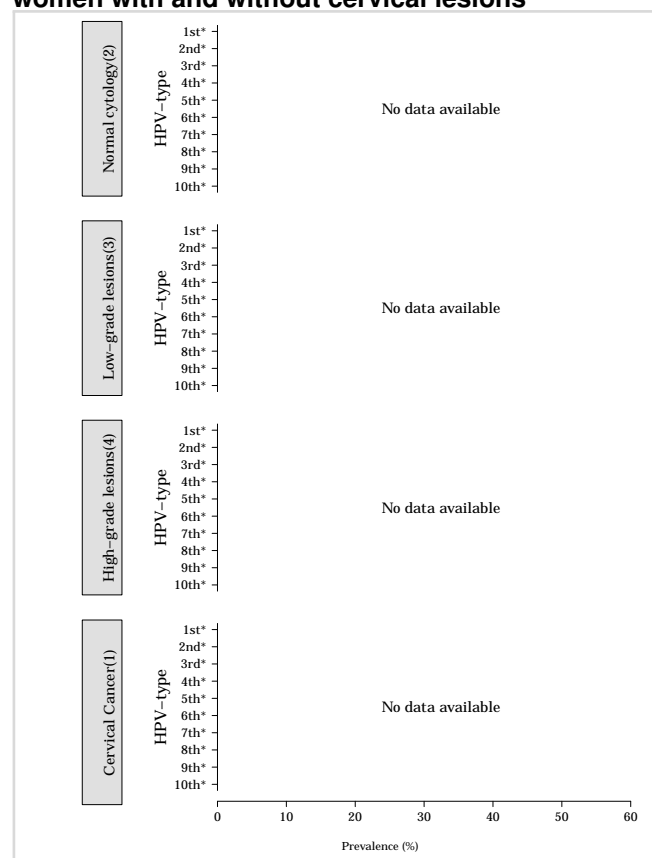 women with and without cervical lesions
Normal cytology(2)
HPV−type
1st*
2nd*
3rd*
4th*
5th*
6th*
7th*
8th*
9th*
10th*
No data available
Low−grade lesions(3)
HPV−type
1st*
2nd*
3rd*
4th*
5th*
6th*
7th*
8th*
9th*
10th*
No data available
High−grade lesions(4)
HPV−type
1st*
2nd*
3rd*
4th*
5th*
6th*
7th*
8th*
9th*
10th*
No data available
Cervical Cancer(1)
HPV−type
1st*
2nd*
3rd*
4th*
5th*
6th*
7th*
8th*
9th*
10th*
No data available
0 10 20 30 40 50 60
Prevalence (%)